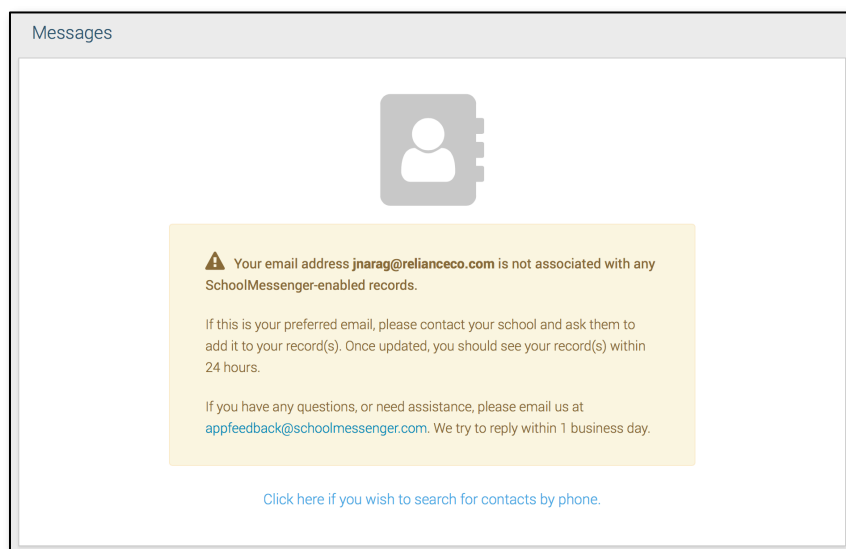 Messages
Your email address jnarag@relianceco.com is not associated with any
SchoolMessenger-enabled records.
If this is your preferred email, please contact your school and ask them to
add it to your record(s). Once updated, you should see your record(s) within
24 hours.
If you have any questions, or need assistance, please email us at
appfeedback@schoolmessenger.com. We try to reply within 1 business day.
Click here if you wish to search for contacts by phone.